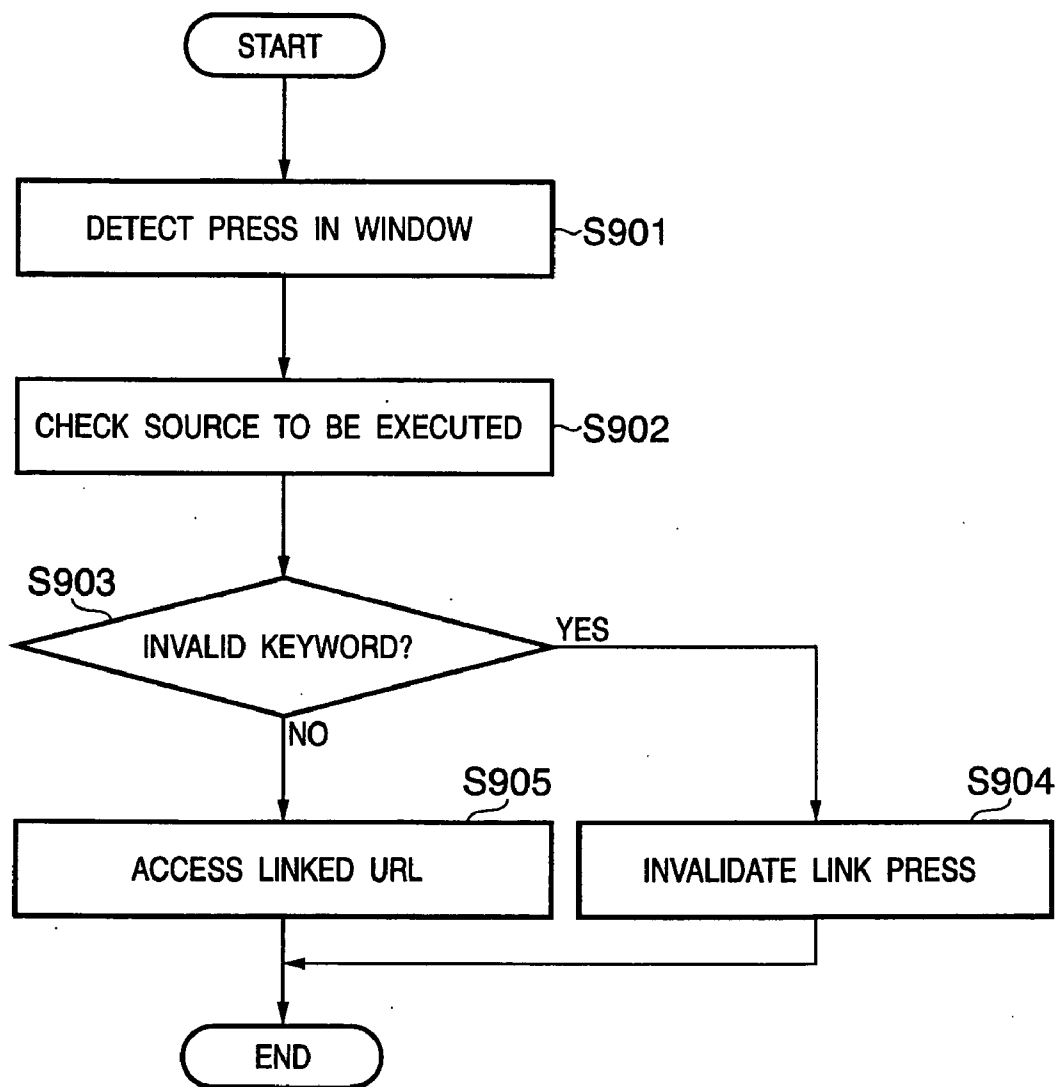 START
DETECT PRESS IN WINDOW
S901
CHECK SOURCE TO BE EXECUTED
S902
S903
INVALID KEYWORD?
YES
NO
S905
S904
ACCESS LINKED URL
INVALIDATE LINK PRESS
END